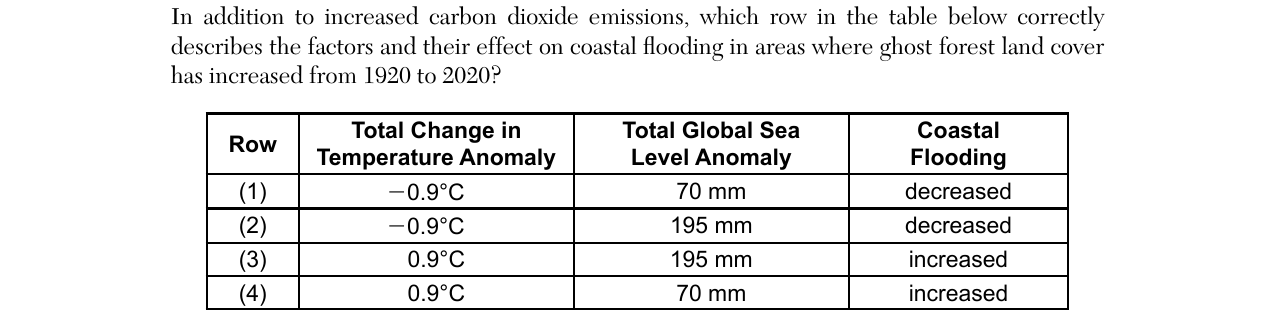 In addition to increased carbon dioxide emissions, which row in the table below correctly
describes the factors and their effect on coastal flooding in areas where ghost forest land cover
has increased from 1920 to 2020?
Row Total Change in Temperature Anomaly Total Global Sea Level Anomaly Coastal Flooding
(1) −0.9°C 70 mm decreased
(2) −0.9°C 195 mm decreased
(3) 0.9°C 195 mm increased
(4) 0.9°C 70 mm increased